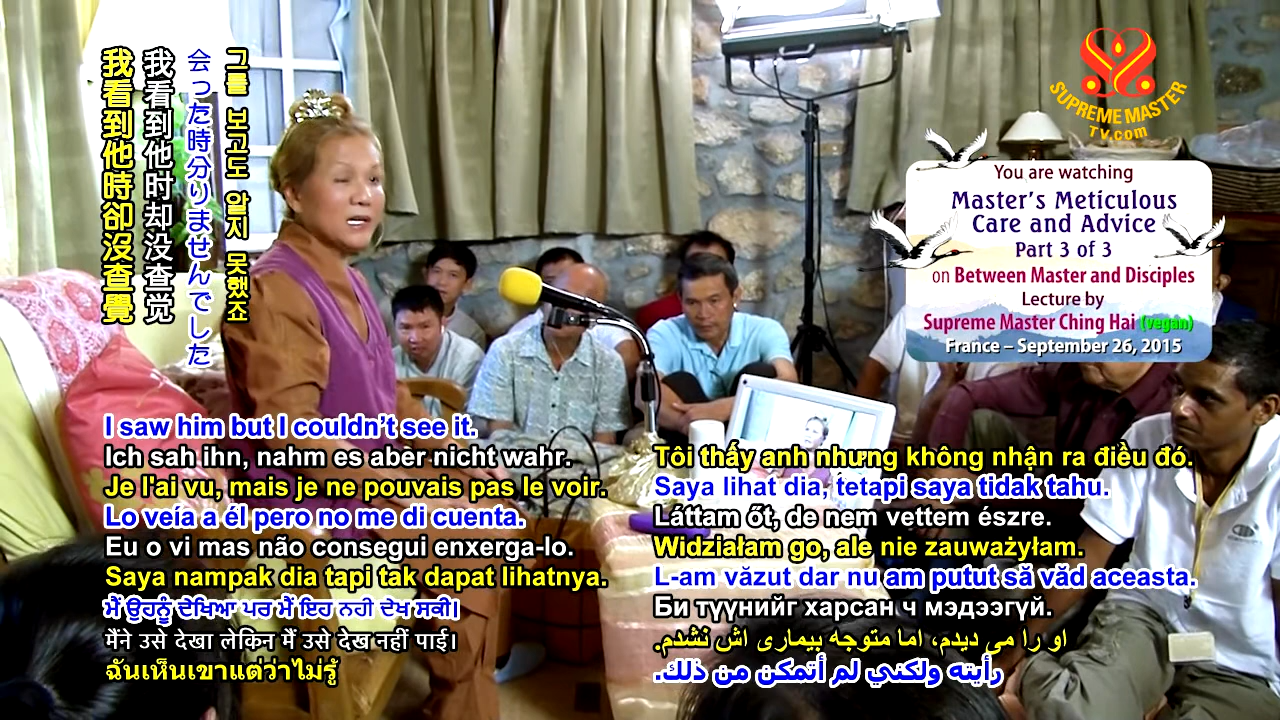 我看到他時卻沒查覺
我看到他时却没查觉
会った時分りませんでした
그를 보고도 알지 못했죠
SUPREME MASTER
TV.com
You are watching
Master's Meticulous
Care and Advice
Part 3 of 3
on Between Master and Disciples
Lecture by
Supreme Master Ching Hai (vegan)
France – September 26, 2015
I saw him but I couldn't see it.
Ich sah ihn, nahm es aber nicht wahr.
Je l'ai vu, mais je ne pouvais pas le voir.
Lo veía a él pero no me di cuenta.
Eu o vi mas não consegui enxerga-lo.
Saya nampak dia tapi tak dapat lihatnya.
ਮੈਂ ਉਹਨੂੰ ਦੇਖਿਆ ਪਰ ਮੈਂ ਇਹ ਨਹੀ ਦੇਖ ਸਕੀ।
मैंने उसे देखा लेकिन मैं उसे देख नहीं पाई।
ฉันเห็นเขาแต่ว่าไม่รู้
Tôi thấy anh nhưng không nhận ra điều đó.
Saya lihat dia, tetapi saya tidak tahu.
Láttam őt, de nem vettem észre.
Widziałam go, ale nie zauważyłam.
L-am văzut dar nu am putut să văd aceasta.
Би түүнийг харсан ч мэдээгүй.
او را می دیدم، اما متوجه بیماری اش نشدم.
رأيته ولكني لم أتمكن من ذلك.